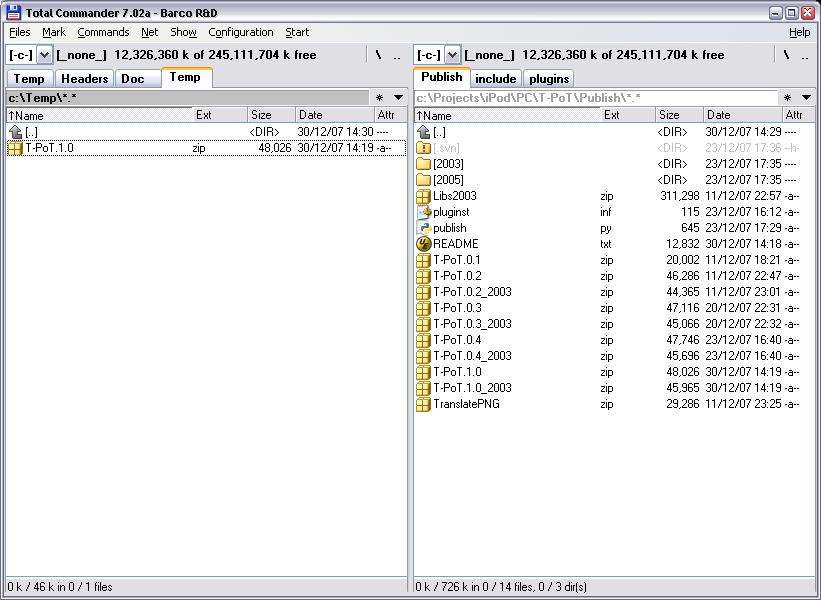 Total Commander 7.02a - Barco R&D
Files Mark Commands Net Show Configuration Start Help
[-c-] [_none_] 12,326,360 k of 245,111,704 k free \ ..
Temp Headers Doc Temp
c:\Temp\*.* *
↑Name Ext Size Date Attr
[..] <DIR> 30/12/07 14:30 ----
T-PoT.1.0 zip 48,026 30/12/07 14:19 -a--
0 k / 46 k in 0 / 1 files
[-c-] [_none_] 12,326,360 k of 245,111,704 k free \ ..
Publish include plugins
c:\Projects\iPod\PC\T-PoT\Publish\*.* *
↑Name Ext Size Date Attr
[..] <DIR> 30/12/07 14:29 ----
[.svn] <DIR> 23/12/07 17:36 --h-
[2003] <DIR> 23/12/07 17:35 ----
[2005] <DIR> 23/12/07 17:35 ----
Libs2003 zip 311,298 11/12/07 22:57 -a--
pluginst inf 115 23/12/07 16:12 -a--
publish py 645 23/12/07 17:29 -a--
README txt 12,832 30/12/07 14:18 -a--
T-PoT.0.1 zip 20,002 11/12/07 18:21 -a--
T-PoT.0.2 zip 46,286 11/12/07 22:47 -a--
T-PoT.0.2_2003 zip 44,365 11/12/07 23:01 -a--
T-PoT.0.3 zip 47,116 20/12/07 22:31 -a--
T-PoT.0.3_2003 zip 45,066 20/12/07 22:32 -a--
T-PoT.0.4 zip 47,746 23/12/07 16:40 -a--
T-PoT.0.4_2003 zip 45,696 23/12/07 16:40 -a--
T-PoT.1.0 zip 48,026 30/12/07 14:19 -a--
T-PoT.1.0_2003 zip 45,965 30/12/07 14:19 -a--
TranslatePNG zip 29,286 11/12/07 23:25 -a--
0 k / 726 k in 0 / 14 files, 0 / 3 dir(s)